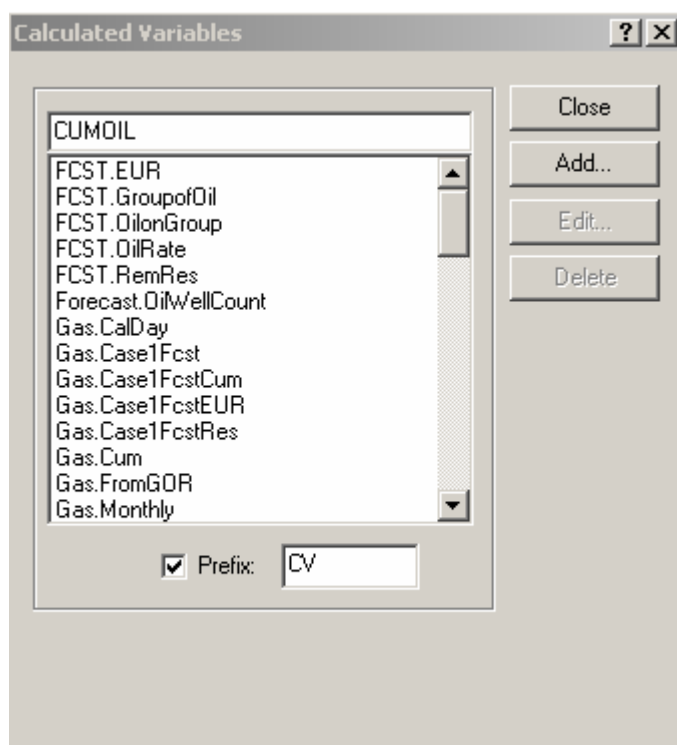 Calculated Variables
CUMOIL
FCST.EUR
FCST.GroupofOil
FCST.OilonGroup
FCST.OilRate
FCST.RemRes
Forecast.OilWellCount
Gas.CalDay
Gas.Case1Fcst
Gas.Case1FcstCum
Gas.Case1FcstEUR
Gas.Case1FcstRes
Gas.Cum
Gas.FromGOR
Gas.Monthly
Prefix: CV
Close
Add...
Edit...
Delete